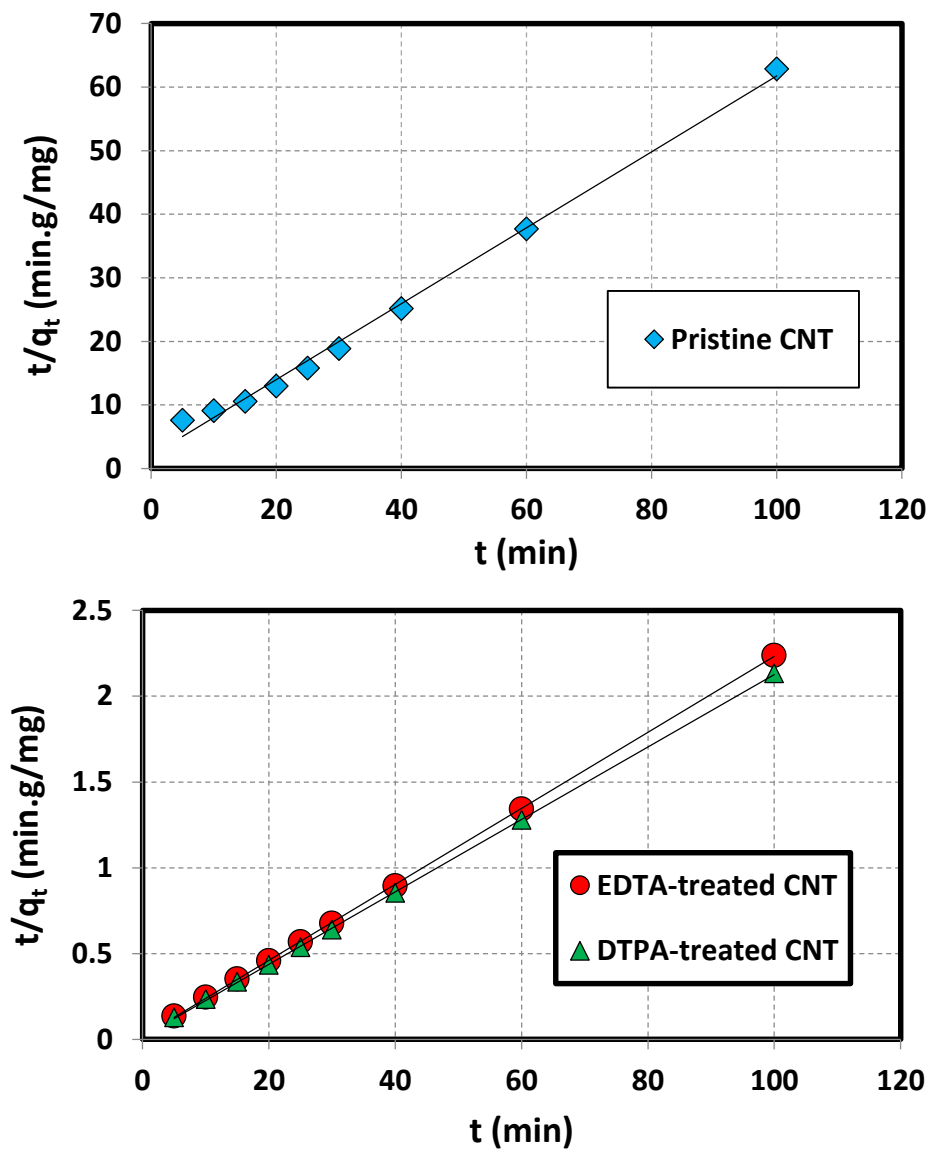 70
60
50
40
30
20
10
0
t/qt (min.g/mg)
Pristine CNT
0 20 40 60 80 100 120
t (min)
2.5
2
1.5
1
0.5
0
t/qt (min.g/mg)
EDTA-treated CNT
DTPA-treated CNT
0 20 40 60 80 100 120
t (min)